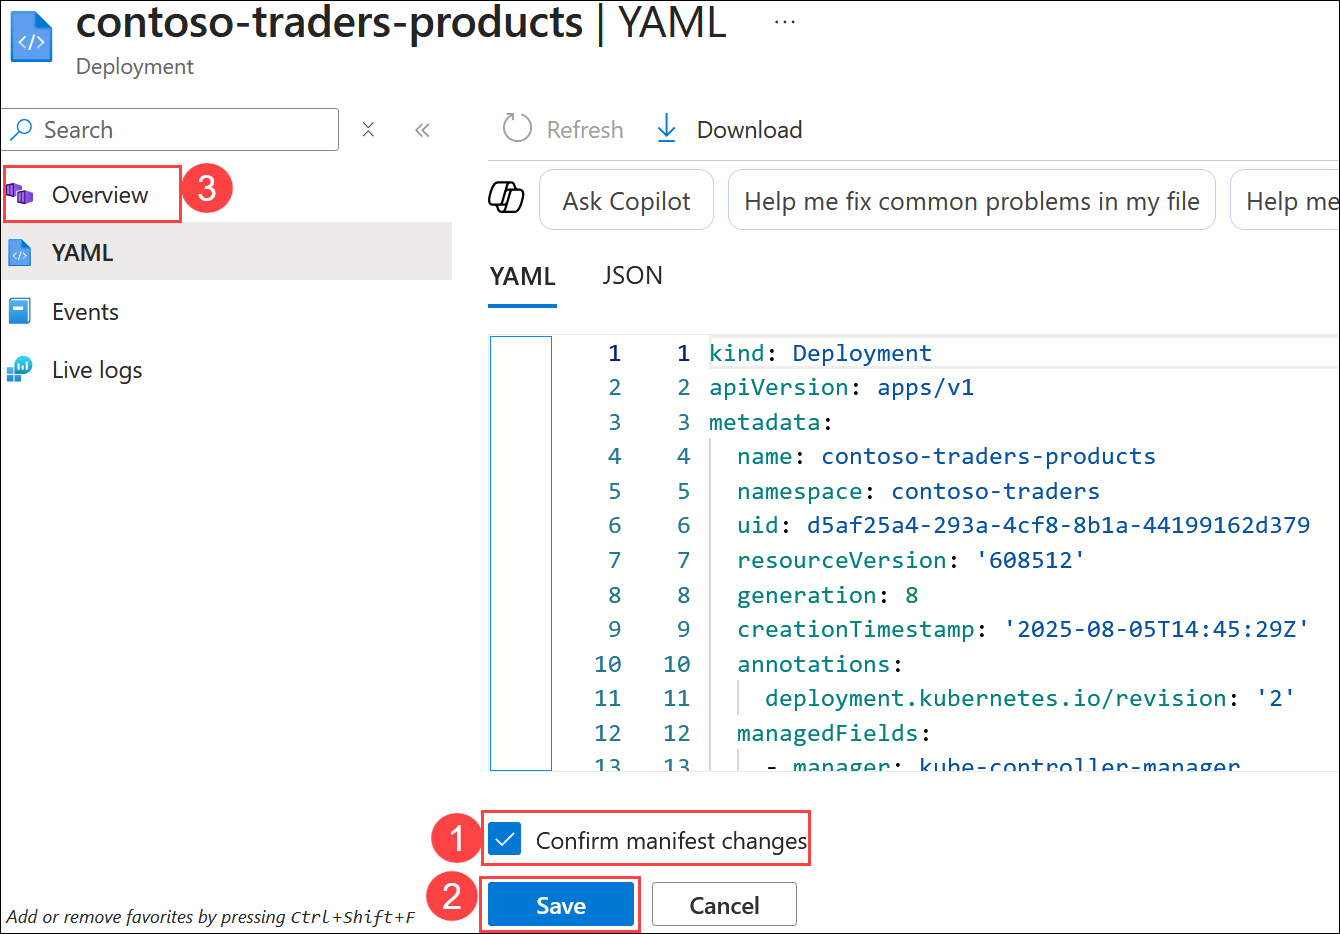 contoso-traders-products | YAML ...
Deployment
Search
Refresh
Download
Overview
3
YAML
Events
Live logs
Ask Copilot
Help me fix common problems in my file
Help me
YAML JSON
1 1 kind: Deployment
2 2 apiVersion: apps/v1
3 3 metadata:
4 4 name: contoso-traders-products
5 5 namespace: contoso-traders
6 6 uid: d5af25a4-293a-4cf8-8b1a-44199162d379
7 7 resourceVersion: '608512'
8 8 generation: 8
9 9 creationTimestamp: '2025-08-05T14:45:29Z'
10 10 annotations:
11 11 deployment.kubernetes.io/revision: '2'
12 12 managedFields:
13 13 - manager: kube-controller-manager
1 Confirm manifest changes
2 Save Cancel
Add or remove favorites by pressing Ctrl+Shift+F